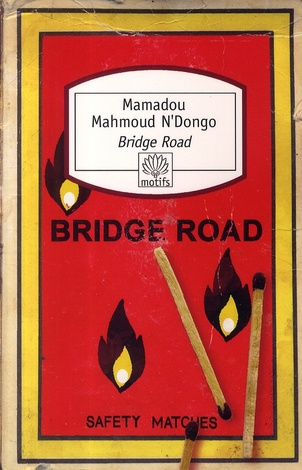 Mamadou
Mahmoud N'Dongo
Bridge Road
motifs
BRIDGE ROAD
SAFETY MATCHES